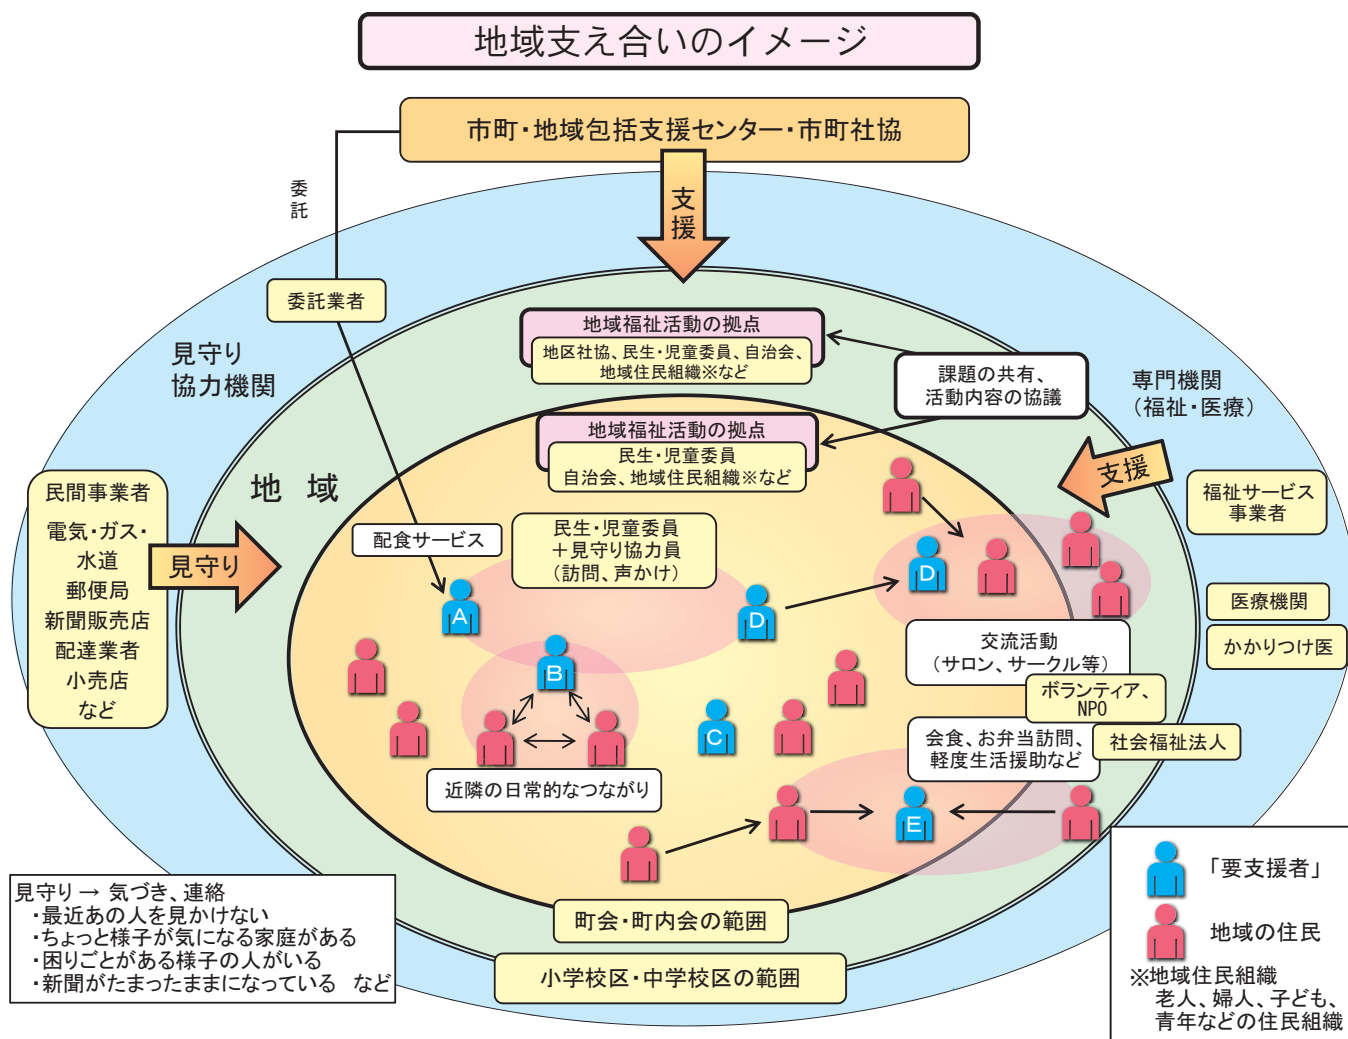 地域支え合いのイメージ
市町・地域包括支援センター・市町社協
委託
支援
委託業者
見守り
協力機関
地域福祉活動の拠点
地区社協、民生・児童委員、自治会、
地域住民組織※など
課題の共有、
活動内容の協議
専門機関
（福祉・医療）
地域福祉活動の拠点
民生・児童委員
自治会、地域住民組織※など
地 域
支援
民間事業者
電気・ガス・
水道
郵便局
新聞販売店
配達業者
小売店
など
見守り
配食サービス
民生・児童委員
＋見守り協力員
（訪問、声かけ）
福祉サービス
事業者
医療機関
かかりつけ医
A
D
D
B
C
交流活動
（サロン、サークル等）
ボランティア、
NPO
会食、お弁当訪問、
軽度生活援助など
社会福祉法人
近隣の日常的なつながり
E
町会・町内会の範囲
小学校区・中学校区の範囲
見守り → 気づき、連絡
・最近あの人を見かけない
・ちょっと様子が気になる家庭がある
・困りごとがある様子の人がいる
・新聞がたまったままになっている など
「要支援者」
地域の住民
※地域住民組織
老人、婦人、子ども、
青年などの住民組織